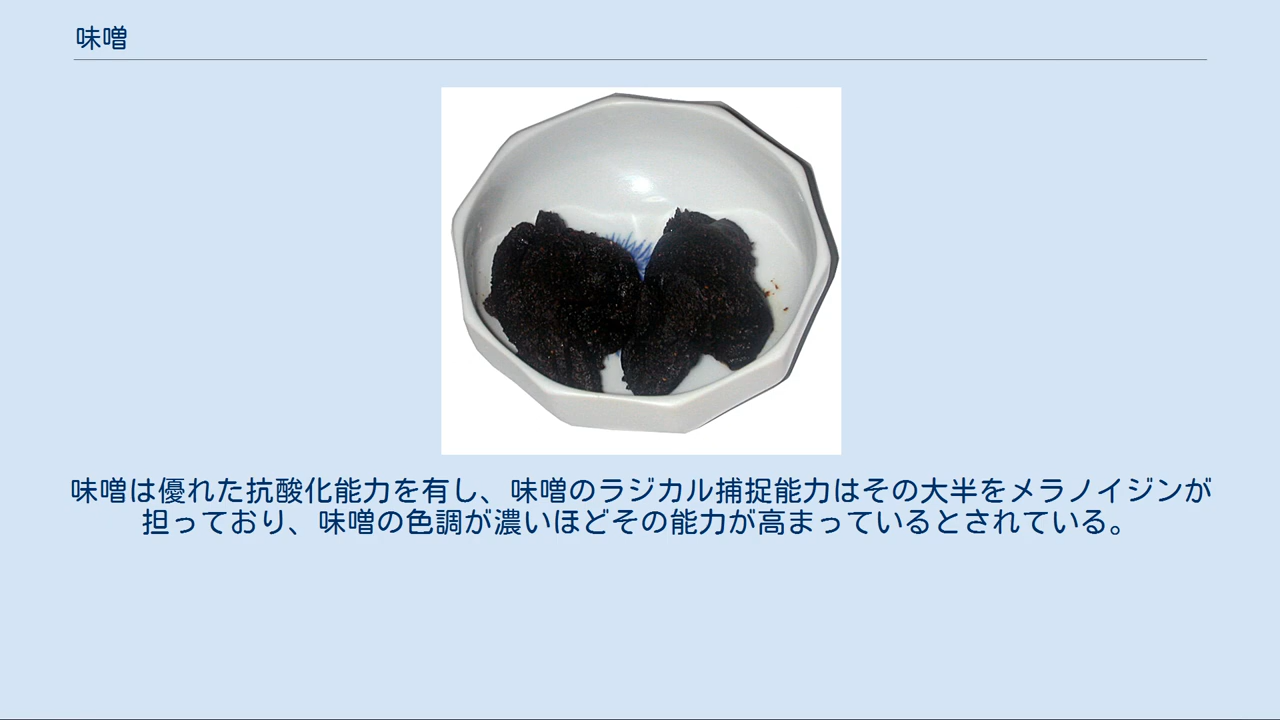 味噌
味噌は優れた抗酸化能力を有し、味噌のラジカル捕捉能力はその大半をメラノイジンが
担っており、味噌の色調が濃いほどその能力が高まっているとされている。